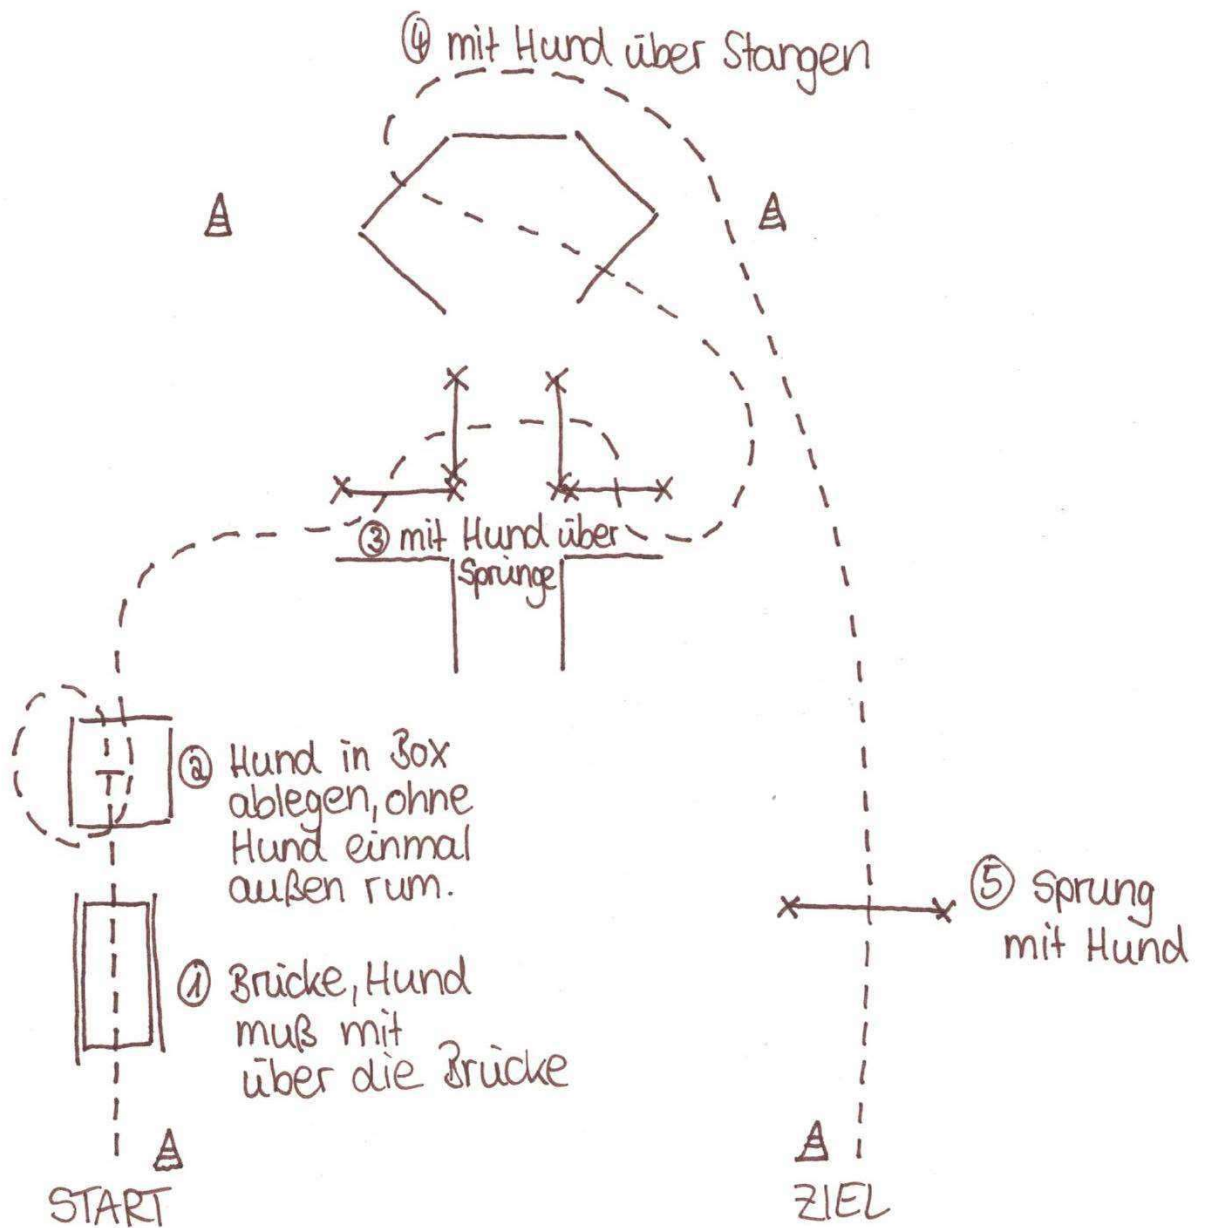 ④ mit Hund über Stangen
③ mit Hund über
Sprünge
② Hund in Box
ablegen, ohne
Hund einmal
außen rum.
① Brücke, Hund
muß mit
über die Brücke
⑤ Sprung
mit Hund
START
ZIEL